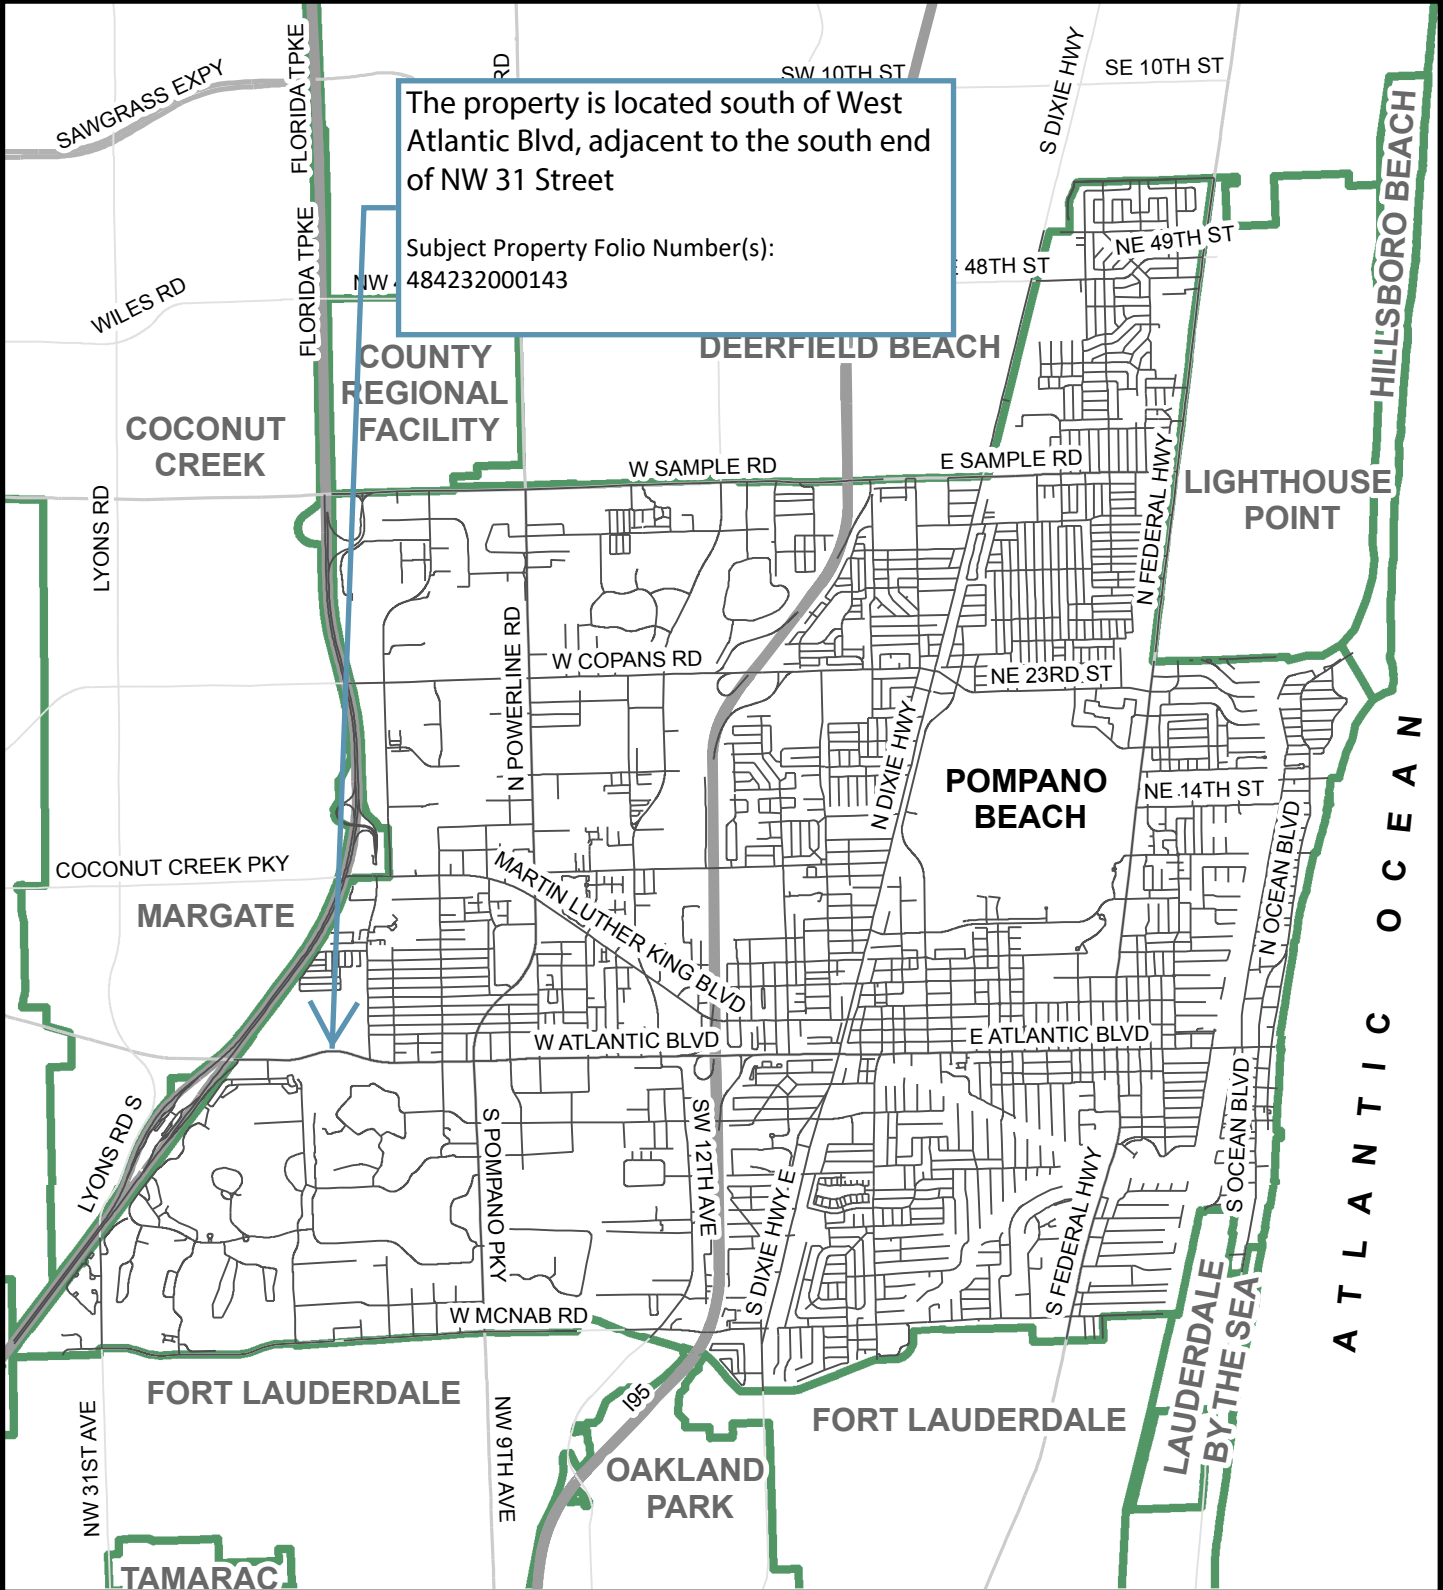 FLORIDA TPKE
RD
SW 10TH ST
S DIXIE HWY
SE 10TH ST
SAWGRASS EXPY
The property is located south of West
Atlantic Blvd, adjacent to the south end
of NW 31 Street
Subject Property Folio Number(s):
484232000143
HILLSBORO BEACH
FLORIDA TPKE
NE 49TH ST
48TH ST
NW
WILES RD
COUNTY
REGIONAL
FACILITY
DEERFIELD BEACH
COCONUT
CREEK
W SAMPLE RD
E SAMPLE RD
N FEDERAL HWY
LIGHTHOUSE
POINT
LYONS RD
N POWERLINE RD
W COPANS RD
NE 23RD ST
N DIXIE HWY
POMPANO
BEACH
NE 14TH ST
N OCEAN BLVD
ATLANTIC OCEAN
COCONUT CREEK PKY
MARTIN LUTHER KING BLVD
MARGATE
W ATLANTIC BLVD
E ATLANTIC BLVD
LYONS RD S
S POMPANO PKY
SW 12TH AVE
S DIXIE HWY E
S FEDERAL HWY
S OCEAN BLVD
W MCNAB RD
LAUDERDALE
BY THE SEA
FORT LAUDERDALE
I95
FORT LAUDERDALE
NW 31ST AVE
NW 9TH AVE
OAKLAND
PARK
TAMARAC